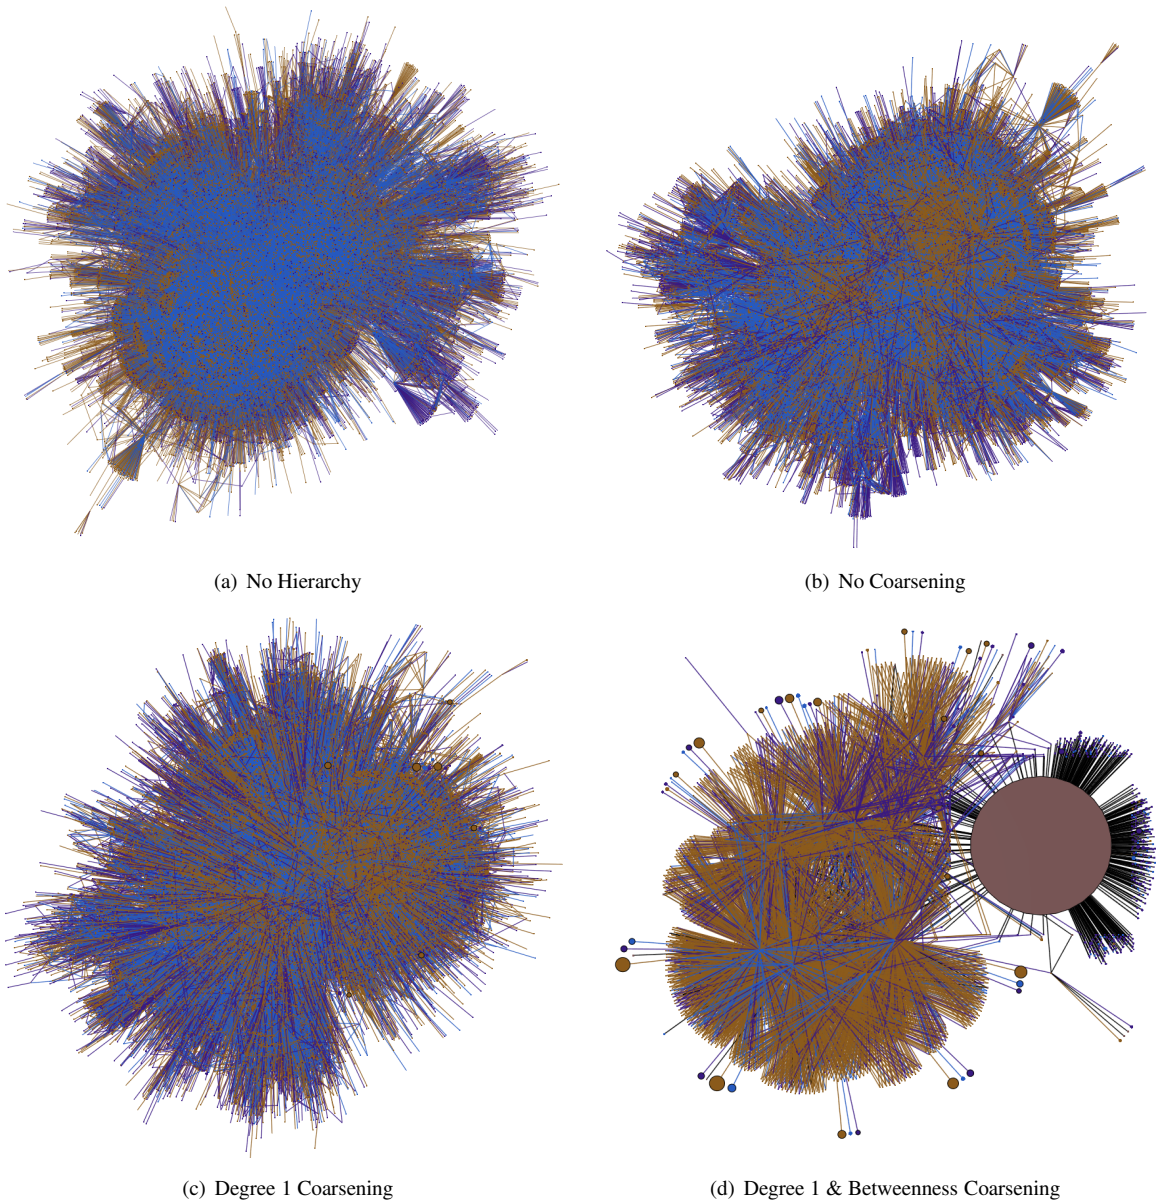 (a) No Hierarchy
(b) No Coarsening
(c) Degree 1 Coarsening
(d) Degree 1 & Betweenness Coarsening